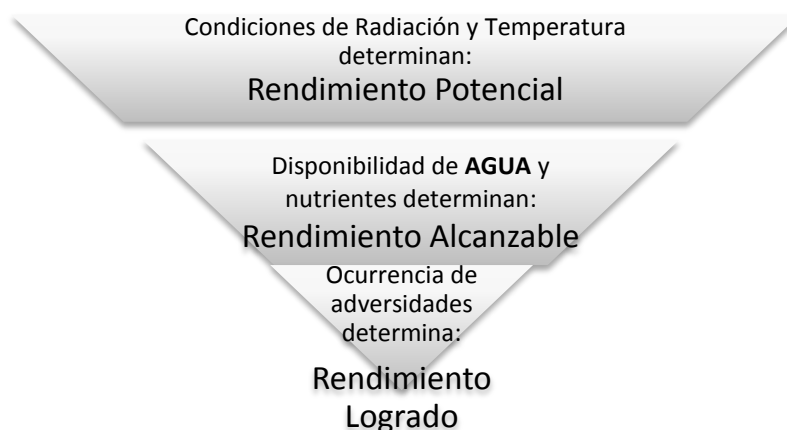 Condiciones de Radiación y Temperatura
determinan:
Rendimiento Potencial
Disponibilidad de AGUA y
nutrientes determinan:
Rendimiento Alcanzable
Ocurrencia de
adversidades
determina:
Rendimiento
Logrado